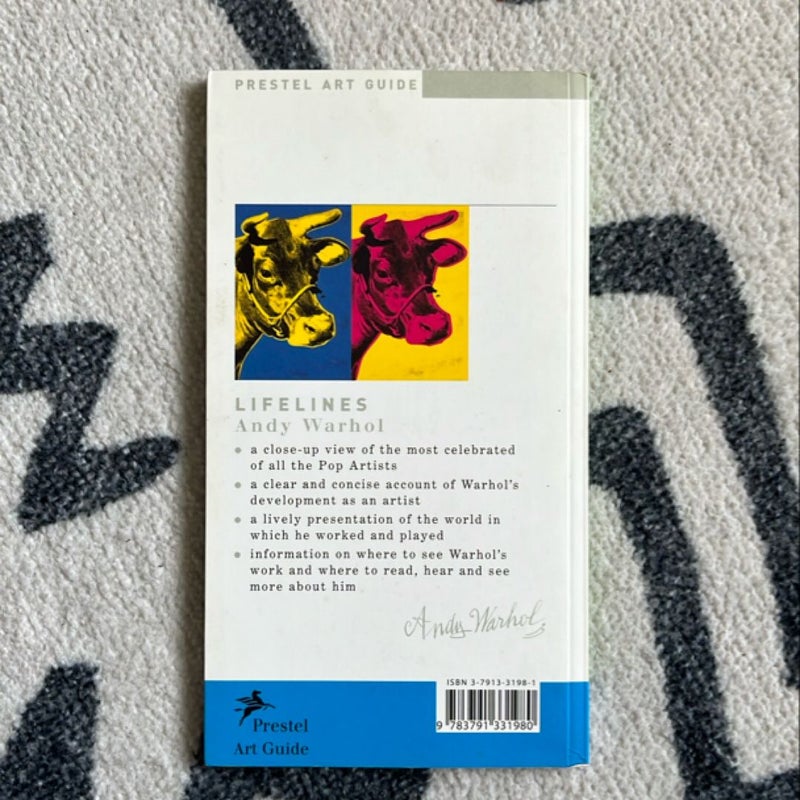 PRESTEL ART GUIDE
LIFELINES
Andy Warhol
a close-up view of the most celebrated
of all the Pop Artists
a clear and concise account of Warhol's
development as an artist
a lively presentation of the world in
which he worked and played
information on where to see Warhol's
work and where to read, hear and see
more about him
Andy Warhol
ISBN 3-7913-3198-1
9 783791 331980
Prestel
Art Guide